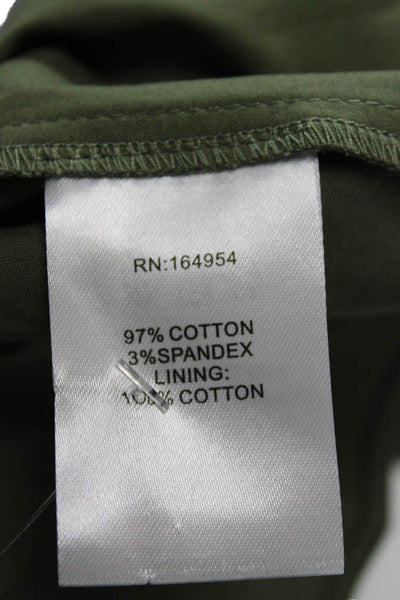 RN:164954
97% COTTON
3%SPANDEX
LINING:
100% COTTON